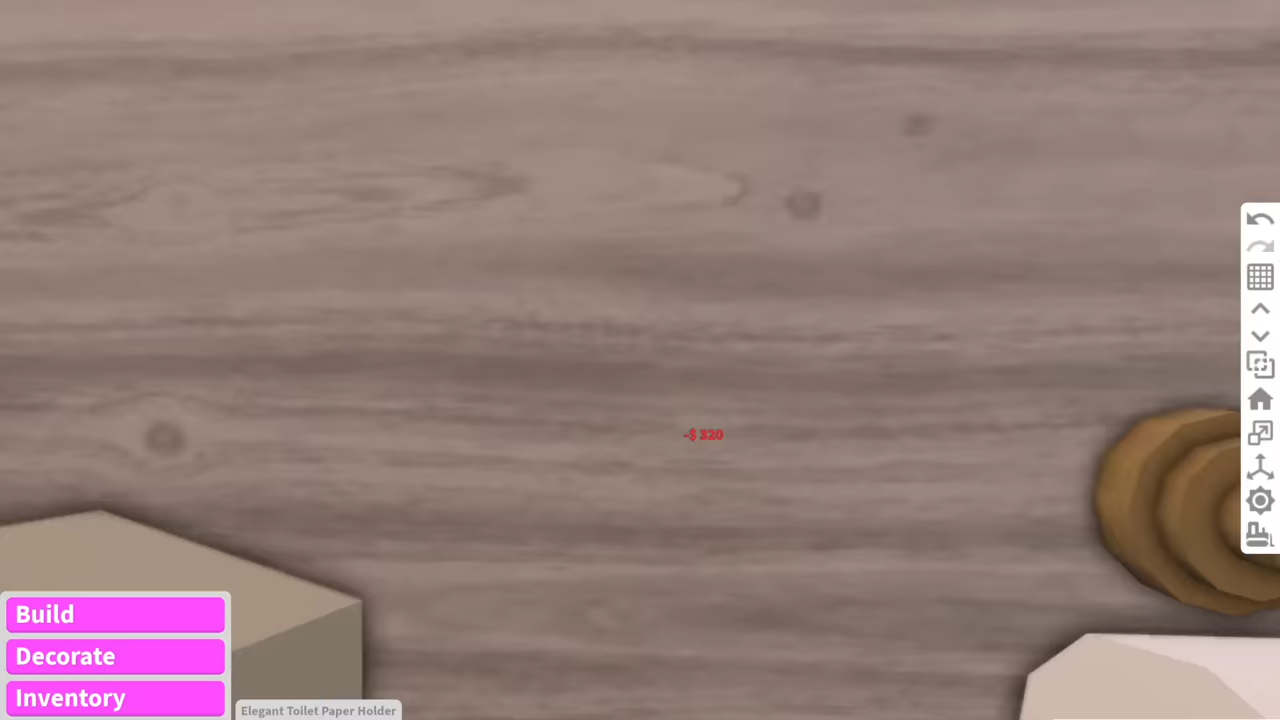 -$ 320
Build
Decorate
Inventory
Elegant Toilet Paper Holder